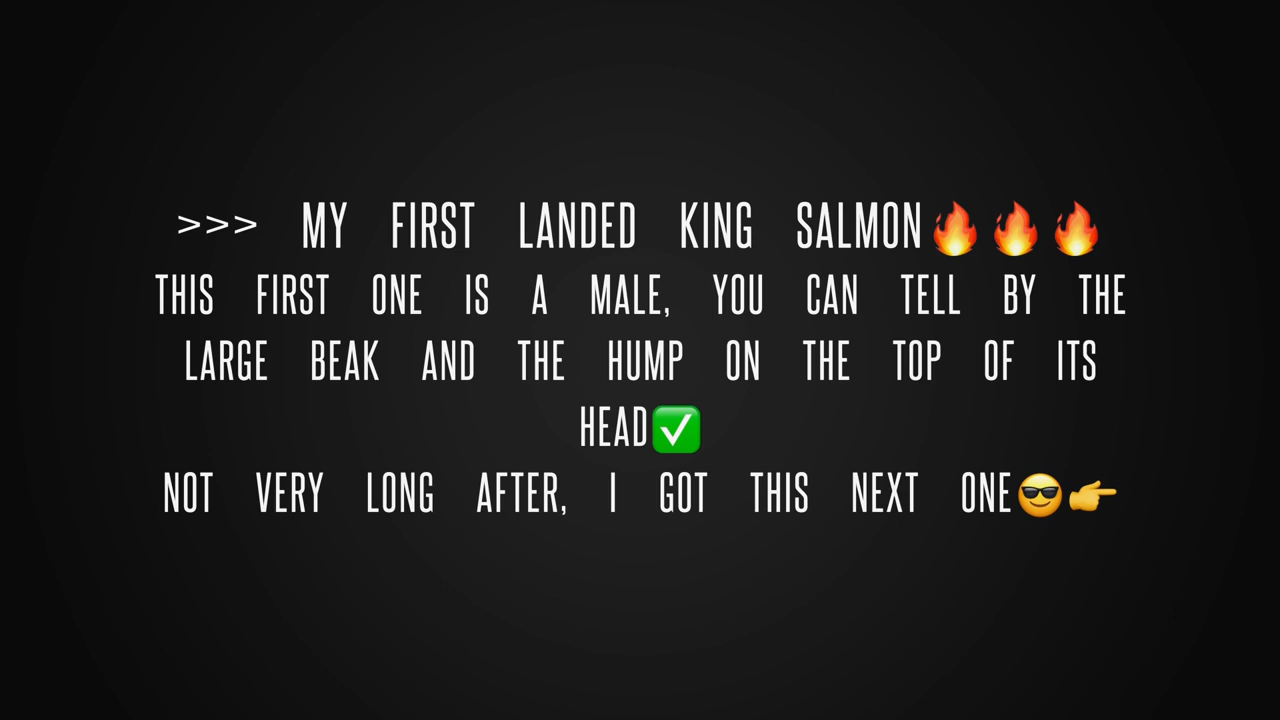 >>> MY FIRST LANDED KING SALMON🔥🔥🔥
THIS FIRST ONE IS A MALE, YOU CAN TELL BY THE
LARGE BEAK AND THE HUMP ON THE TOP OF ITS
HEAD✅
NOT VERY LONG AFTER, I GOT THIS NEXT ONE😎👉